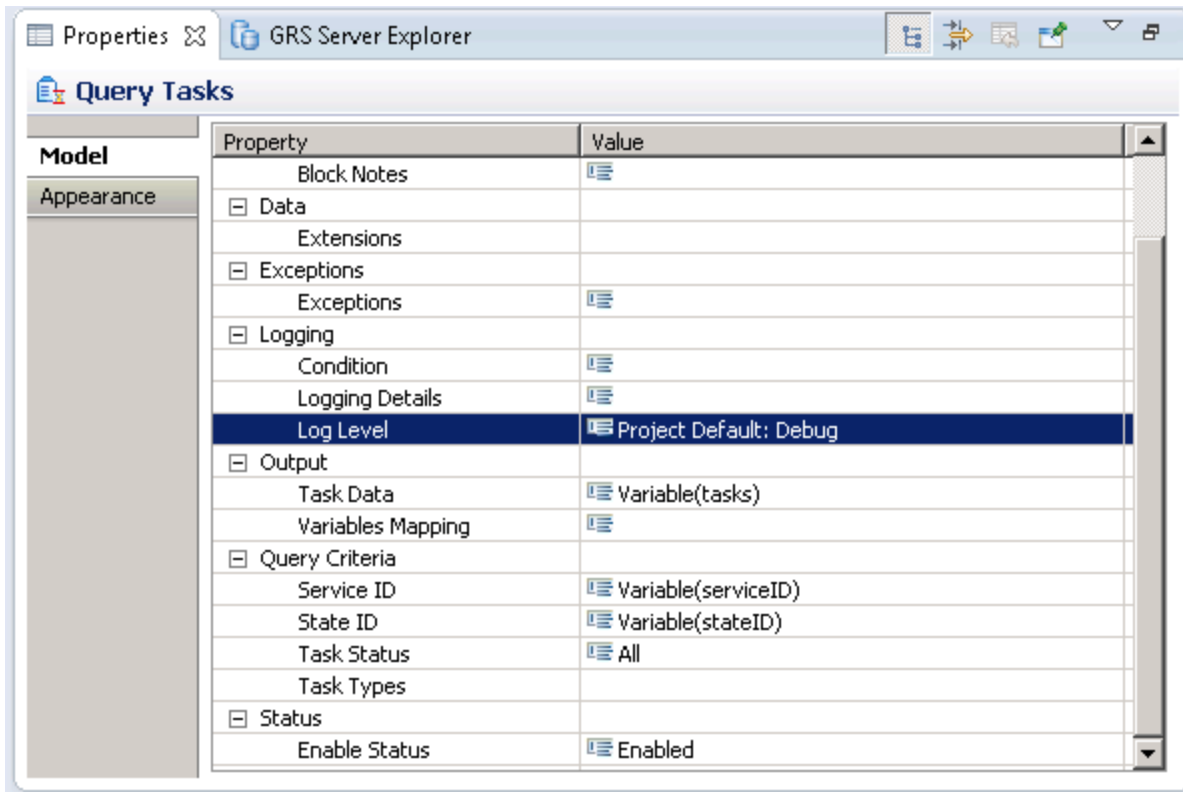 Properties GRS Server Explorer
Query Tasks
Model
Appearance
Property Value
Block Notes
Data
Extensions
Exceptions
Exceptions
Logging
Condition
Logging Details
Log Level Project Default: Debug
Output
Task Data Variable(tasks)
Variables Mapping
Query Criteria
Service ID Variable(serviceID)
State ID Variable(stateID)
Task Status All
Task Types
Status
Enable Status Enabled